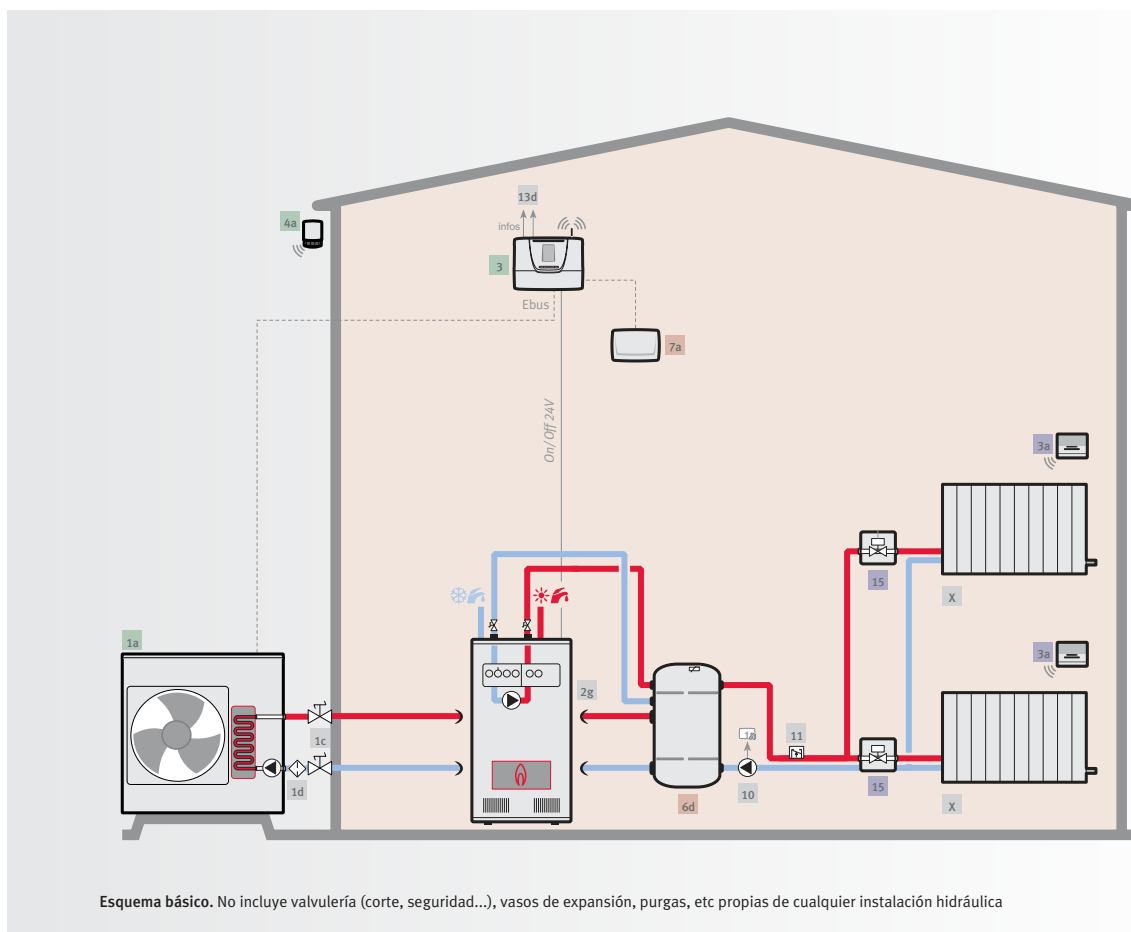 13d
4a
infos
3
Ebus
7a
On/Off 24V
3a
15
X
1a
3a
2g
11
1c
1d
10
6d
15
X
Esquema básico. No incluye valvulería (corte, seguridad...), vasos de expansión, purgas, etc propias de cualquier instalación hidráulica